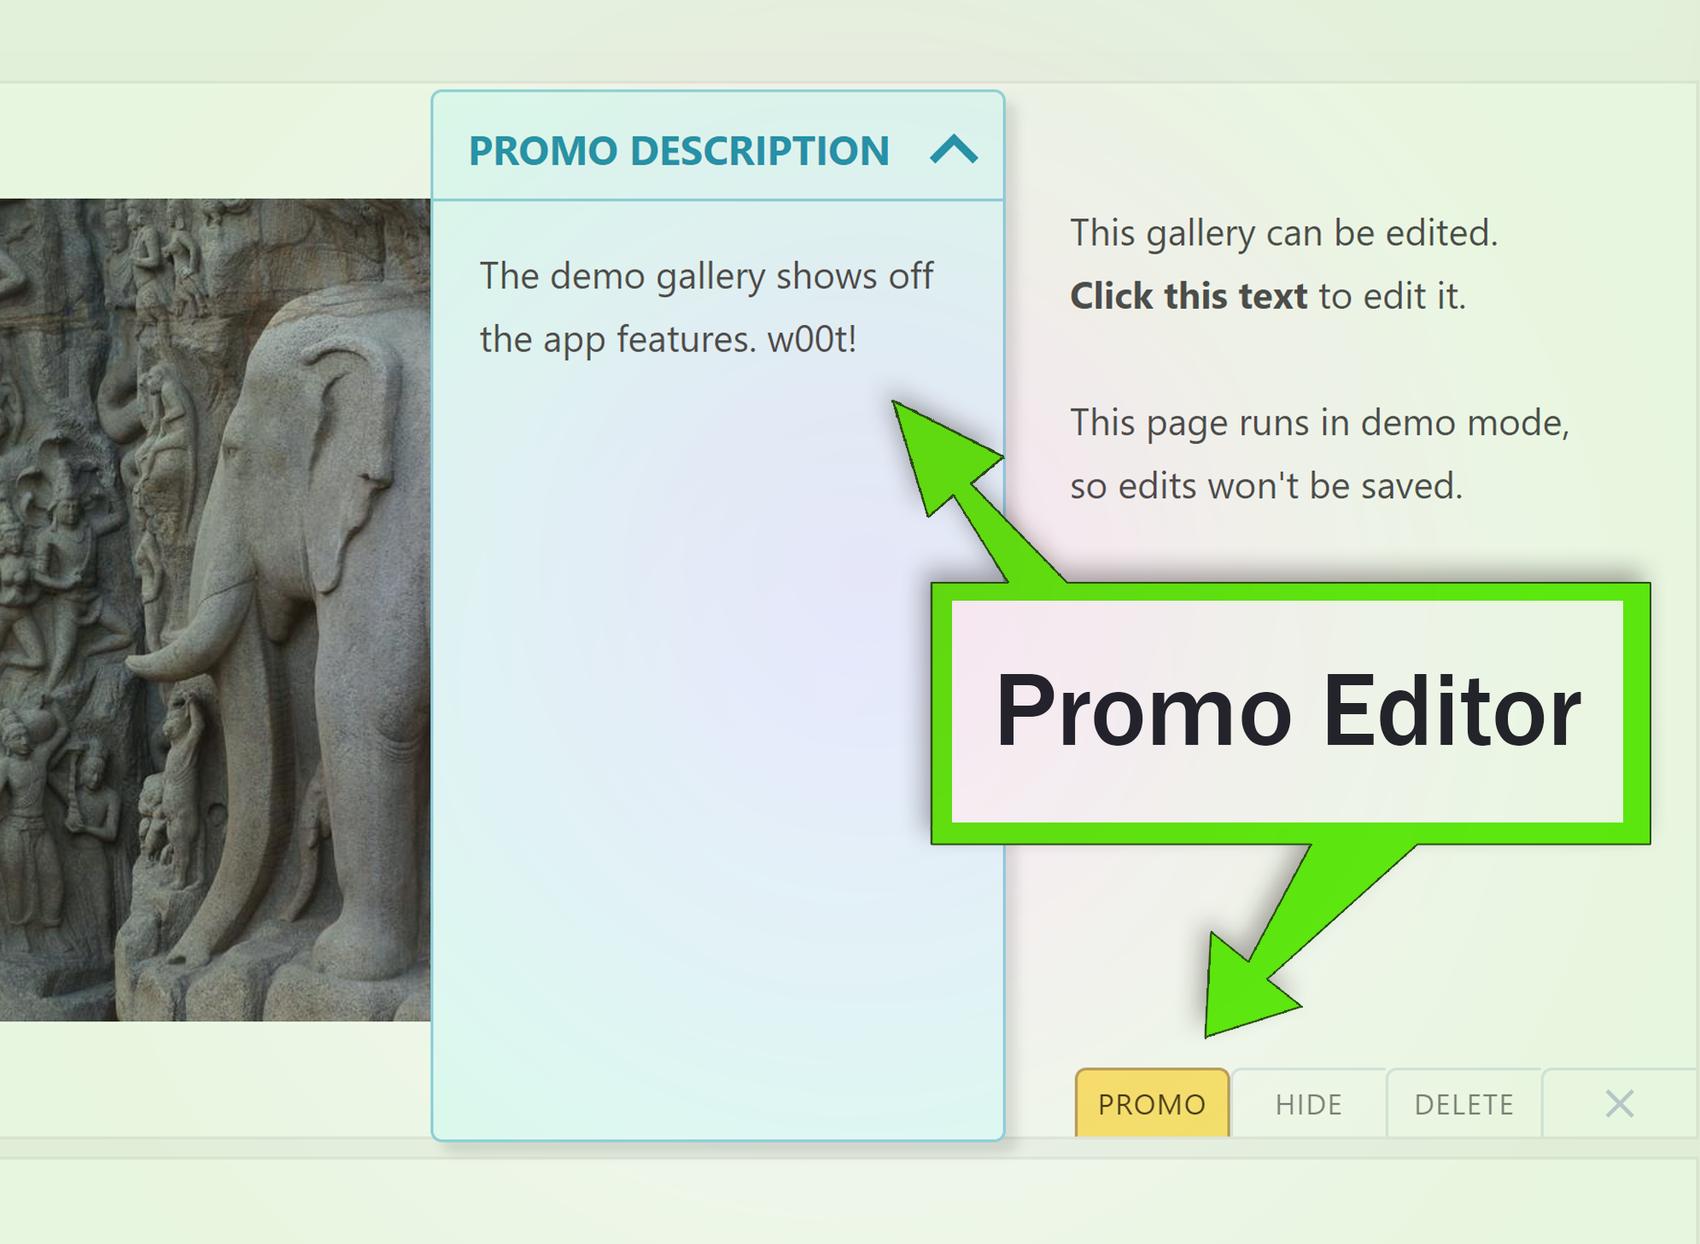 PROMO DESCRIPTION
The demo gallery shows off
the app features. w00t!
This gallery can be edited.
Click this text to edit it.
This page runs in demo mode,
so edits won't be saved.
Promo Editor
PROMO
HIDE
DELETE